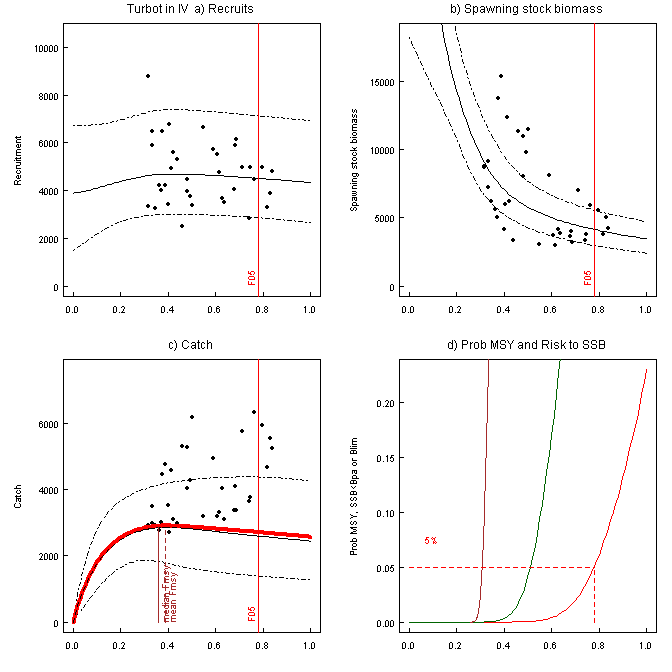 Turbot in IV a) Recruits
Recruitment
10000
8000
6000
4000
2000
0
F05
0.0 0.2 0.4 0.6 0.8 1.0
b) Spawning stock biomass
Spawning stock biomass
15000
10000
5000
0
F05
0.0 0.2 0.4 0.6 0.8 1.0
c) Catch
Catch
6000
4000
2000
0
median Fmsy
mean Fmsy
F05
0.0 0.2 0.4 0.6 0.8 1.0
d) Prob MSY and Risk to SSB
Prob MSY, SSB<Bpa or Blim
0.20
0.15
0.10
0.05
0.00
5%
0.0 0.2 0.4 0.6 0.8 1.0